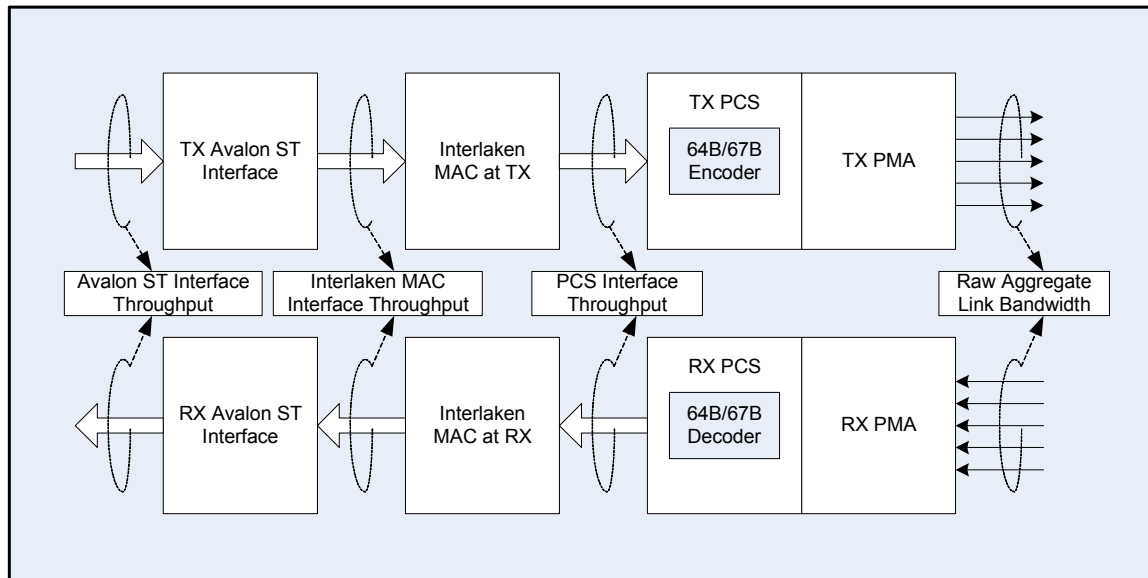 TX Avalon ST
Interface
Interlaken
MAC at TX
TX PCS
64B/67B
Encoder
TX PMA
Avalon ST Interface
Throughput
Interlaken MAC
Interface Throughput
PCS Interface
Throughput
Raw Aggregate
Link Bandwidth
RX Avalon ST
Interface
Interlaken
MAC at RX
RX PCS
64B/67B
Decoder
RX PMA